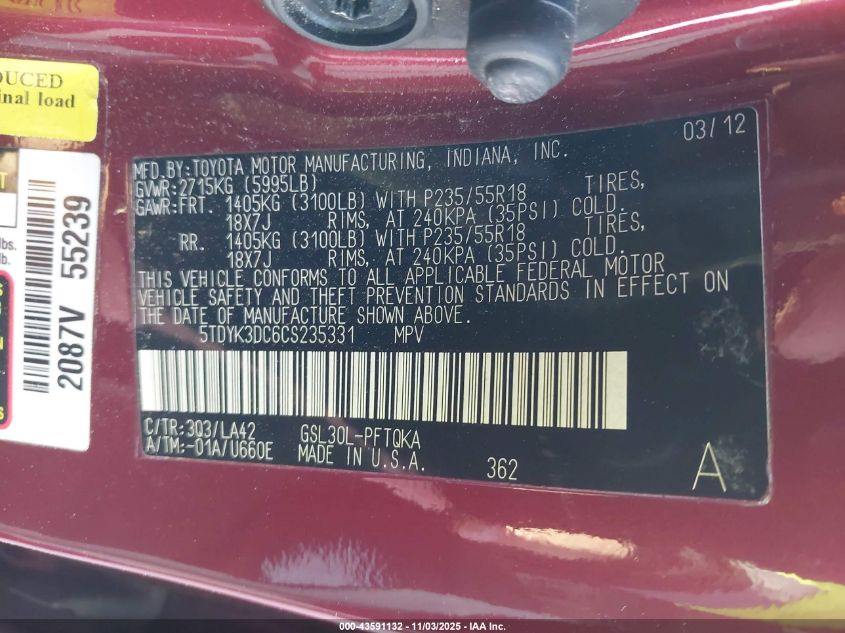 DUCED
nal load
T
lbs.
lb.
N
S
2087V 55239
03/12
MFD.BY:TOYOTA MOTOR MANUFACTURING, INDIANA, INC.
GVWR:2715KG (5995LB)
GAWR:FRT. 1405KG (3100LB) WITH P235/55R18 TIRES,
18X7J RIMS, AT 240KPA (35PSI) COLD.
RR. 1405KG (3100LB) WITH P235/55R18 TIRES,
18X7J RIMS, AT 240KPA (35PSI) COLD.
THIS VEHICLE CONFORMS TO ALL APPLICABLE FEDERAL MOTOR
VEHICLE SAFETY AND THEFT PREVENTION STANDARDS IN EFFECT ON
THE DATE OF MANUFACTURE SHOWN ABOVE.
5TDYK3DC6CS235331 MPV
C/TR:3Q3/LA42 GSL30L-PFTQKA
A/TM:-01A/U660E MADE IN U.S.A. 362 A
000-43591132 - 11/03/2025 - IAA Inc.